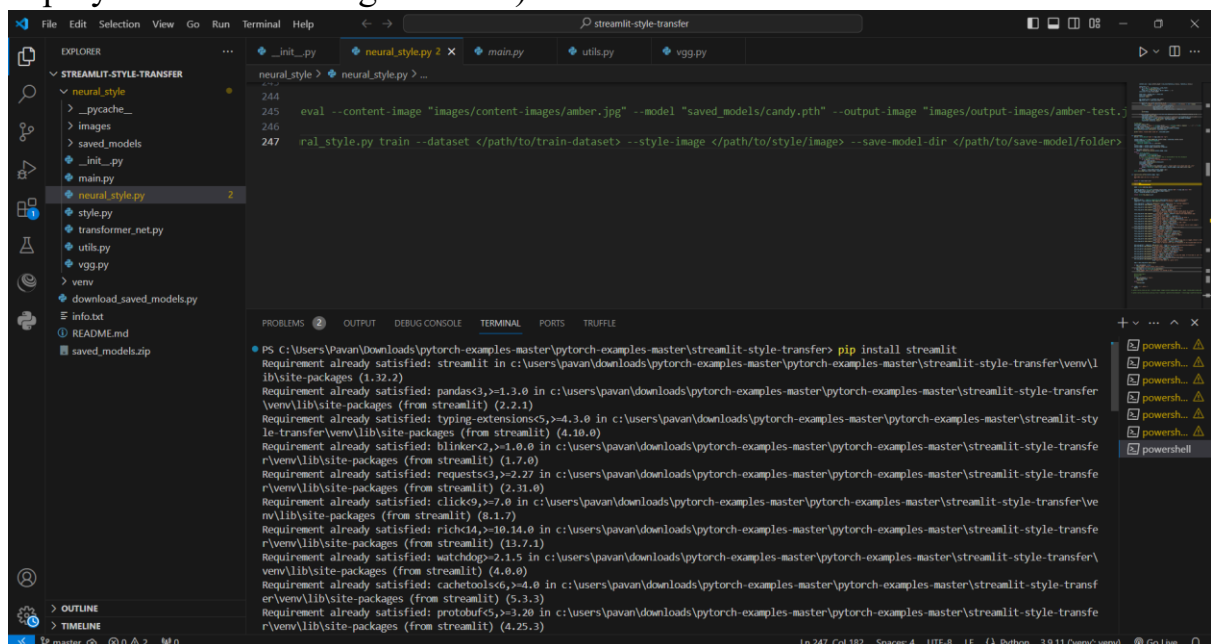 File Edit Selection View Go Run Terminal Help
streamlit-style-transfer
EXPLORER
STREAMLIT-STYLE-TRANSFER
neural_style
__pycache__
images
saved_models
__init__.py
main.py
neural_style.py 2
style.py
transformer_net.py
utils.py
vgg.py
venv
download_saved_models.py
info.txt
README.md
saved_models.zip
OUTLINE
TIMELINE
__init__.py neural_style.py 2 main.py utils.py vgg.py
neural_style > neural_style.py > ...
244
245 eval --content-image "images/content-images/amber.jpg" --model "saved_models/candy.pth" --output-image "images/output-images/amber-test.j
246
247 ral_style.py train --dataset </path/to/train-dataset> --style-image </path/to/style/image> --save-model-dir </path/to/save-model/folder>
PROBLEMS 2 OUTPUT DEBUG CONSOLE TERMINAL PORTS TRUFFLE
PS C:\Users\Pavan\Downloads\pytorch-examples-master\pytorch-examples-master\streamlit-style-transfer> pip install streamlit
Requirement already satisfied: streamlit in c:\users\pavan\downloads\pytorch-examples-master\pytorch-examples-master\streamlit-style-transfer\venv\l
ib\site-packages (1.32.2)
Requirement already satisfied: pandas<3,>=1.3.0 in c:\users\pavan\downloads\pytorch-examples-master\pytorch-examples-master\streamlit-style-transfer
\venv\lib\site-packages (from streamlit) (2.2.1)
Requirement already satisfied: typing-extensions<5,>=4.3.0 in c:\users\pavan\downloads\pytorch-examples-master\pytorch-examples-master\streamlit-sty
le-transfer\venv\lib\site-packages (from streamlit) (4.10.0)
Requirement already satisfied: blinker<2,>=1.0.0 in c:\users\pavan\downloads\pytorch-examples-master\pytorch-examples-master\streamlit-style-transfe
r\venv\lib\site-packages (from streamlit) (1.7.0)
Requirement already satisfied: requests<3,>=2.27 in c:\users\pavan\downloads\pytorch-examples-master\pytorch-examples-master\streamlit-style-transfe
r\venv\lib\site-packages (from streamlit) (2.31.0)
Requirement already satisfied: click<9,>=7.0 in c:\users\pavan\downloads\pytorch-examples-master\pytorch-examples-master\streamlit-style-transfer\ve
nv\lib\site-packages (from streamlit) (8.1.7)
Requirement already satisfied: rich<14,>=10.14.0 in c:\users\pavan\downloads\pytorch-examples-master\pytorch-examples-master\streamlit-style-transfe
r\venv\lib\site-packages (from streamlit) (13.7.1)
Requirement already satisfied: watchdog>=2.1.5 in c:\users\pavan\downloads\pytorch-examples-master\pytorch-examples-master\streamlit-style-transfer\
venv\lib\site-packages (from streamlit) (4.0.0)
Requirement already satisfied: cachetools<6,>=4.0 in c:\users\pavan\downloads\pytorch-examples-master\pytorch-examples-master\streamlit-style-transf
er\venv\lib\site-packages (from streamlit) (5.3.3)
Requirement already satisfied: protobuf<5,>=3.20 in c:\users\pavan\downloads\pytorch-examples-master\pytorch-examples-master\streamlit-style-transfe
r\venv\lib\site-packages (from streamlit) (4.25.3)
powersh...
powersh...
powersh...
powersh...
powersh...
powershell